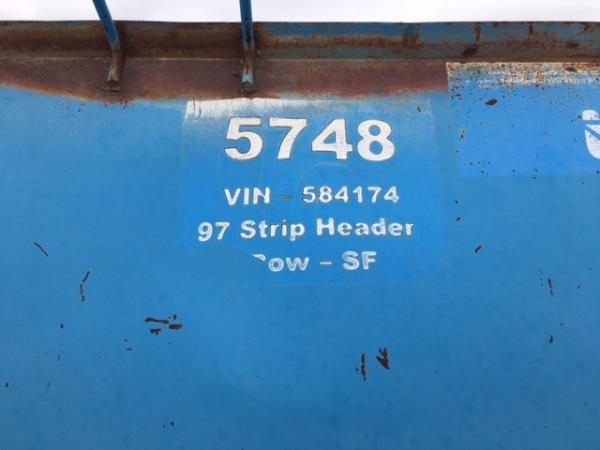 5748
VIN – 584174
97 Strip Header
– SF